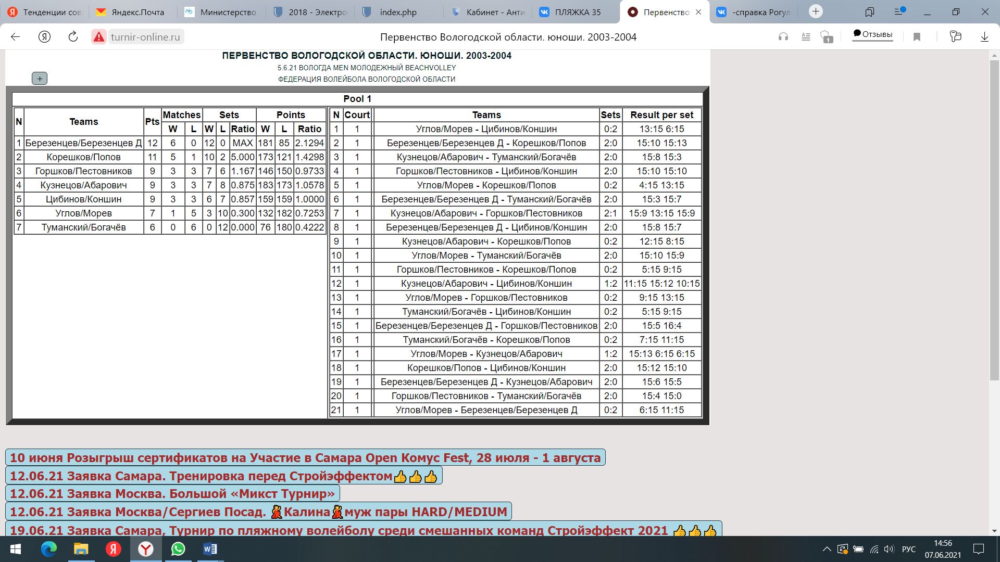 Тенденции сов
Яндекс.Почта
Министерство
2018 - Электро
index.php
Кабинет - Анти
ПЛЯЖКА 35
Первенство
-справка Рогул
turnir-online.ru
Первенство Вологодской области. юноши. 2003-2004
1
Отзывы
ПЕРВЕНСТВО ВОЛОГОДСКОЙ ОБЛАСТИ. ЮНОШИ. 2003-2004
5.6.21 ВОЛОГДА MEN МОЛОДЕЖНЫЙ BEACHVOLLEY
+
ФЕДЕРАЦИЯ ВОЛЕЙБОЛА ВОЛОГОДСКОЙ ОБЛАСТИ
Pool 1
N Teams Pts Matches Sets Points
W L W L Ratio W L Ratio
1 Березенцев/Березенцев Д 12 6 0 12 0 MAX 181 85 2.1294
2 Корешков/Попов 11 5 1 10 2 5.000 173 121 1.4298
3 Горшков/Пестовников 9 3 3 7 6 1.167 146 150 0.9733
4 Кузнецов/Абарович 9 3 3 7 8 0.875 183 173 1.0578
5 Цибинов/Коншин 9 3 3 6 7 0.857 159 159 1.0000
6 Углов/Морев 7 1 5 3 10 0.300 132 182 0.7253
7 Туманский/Богачёв 6 0 6 0 12 0.000 76 180 0.4222
N Court Teams Sets Result per set
1 1 Углов/Морев - Цибинов/Коншин 0:2 13:15 6:15
2 1 Березенцев/Березенцев Д - Корешков/Попов 2:0 15:10 15:13
3 1 Кузнецов/Абарович - Туманский/Богачёв 2:0 15:8 15:3
4 1 Горшков/Пестовников - Цибинов/Коншин 2:0 15:10 15:10
5 1 Углов/Морев - Корешков/Попов 0:2 4:15 13:15
6 1 Березенцев/Березенцев Д - Туманский/Богачёв 2:0 15:3 15:7
7 1 Кузнецов/Абарович - Горшков/Пестовников 2:1 15:9 13:15 15:9
8 1 Березенцев/Березенцев Д - Цибинов/Коншин 2:0 15:8 15:7
9 1 Кузнецов/Абарович - Корешков/Попов 0:2 12:15 8:15
10 1 Углов/Морев - Туманский/Богачёв 2:0 15:10 15:9
11 1 Горшков/Пестовников - Корешков/Попов 0:2 5:15 9:15
12 1 Кузнецов/Абарович - Цибинов/Коншин 1:2 11:15 15:12 10:15
13 1 Углов/Морев - Горшков/Пестовников 0:2 9:15 13:15
14 1 Туманский/Богачёв - Цибинов/Коншин 0:2 5:15 9:15
15 1 Березенцев/Березенцев Д - Горшков/Пестовников 2:0 15:5 16:4
16 1 Туманский/Богачёв - Корешков/Попов 0:2 7:15 11:15
17 1 Углов/Морев - Кузнецов/Абарович 1:2 15:13 6:15 6:15
18 1 Корешков/Попов - Цибинов/Коншин 2:0 15:12 15:10
19 1 Березенцев/Березенцев Д - Кузнецов/Абарович 2:0 15:6 15:5
20 1 Горшков/Пестовников - Туманский/Богачёв 2:0 15:4 15:0
21 1 Углов/Морев - Березенцев/Березенцев Д 0:2 6:15 11:15
10 июня Розыгрыш сертификатов на Участие в Самара Open Комус Fest, 28 июля - 1 августа
12.06.21 Заявка Самара. Тренировка перед Стройэффектом👍👍👍
12.06.21 Заявка Москва. Большой «Микст Турнир»
12.06.21 Заявка Москва/Сергиев Посад. 💃Калина💃муж пары HARD/MEDIUM
19.06.21 Заявка Самара, Турнир по пляжному волейболу среди смешанных команд Стройэффект 2021 👍👍👍
РУС
14:56
07.06.2021